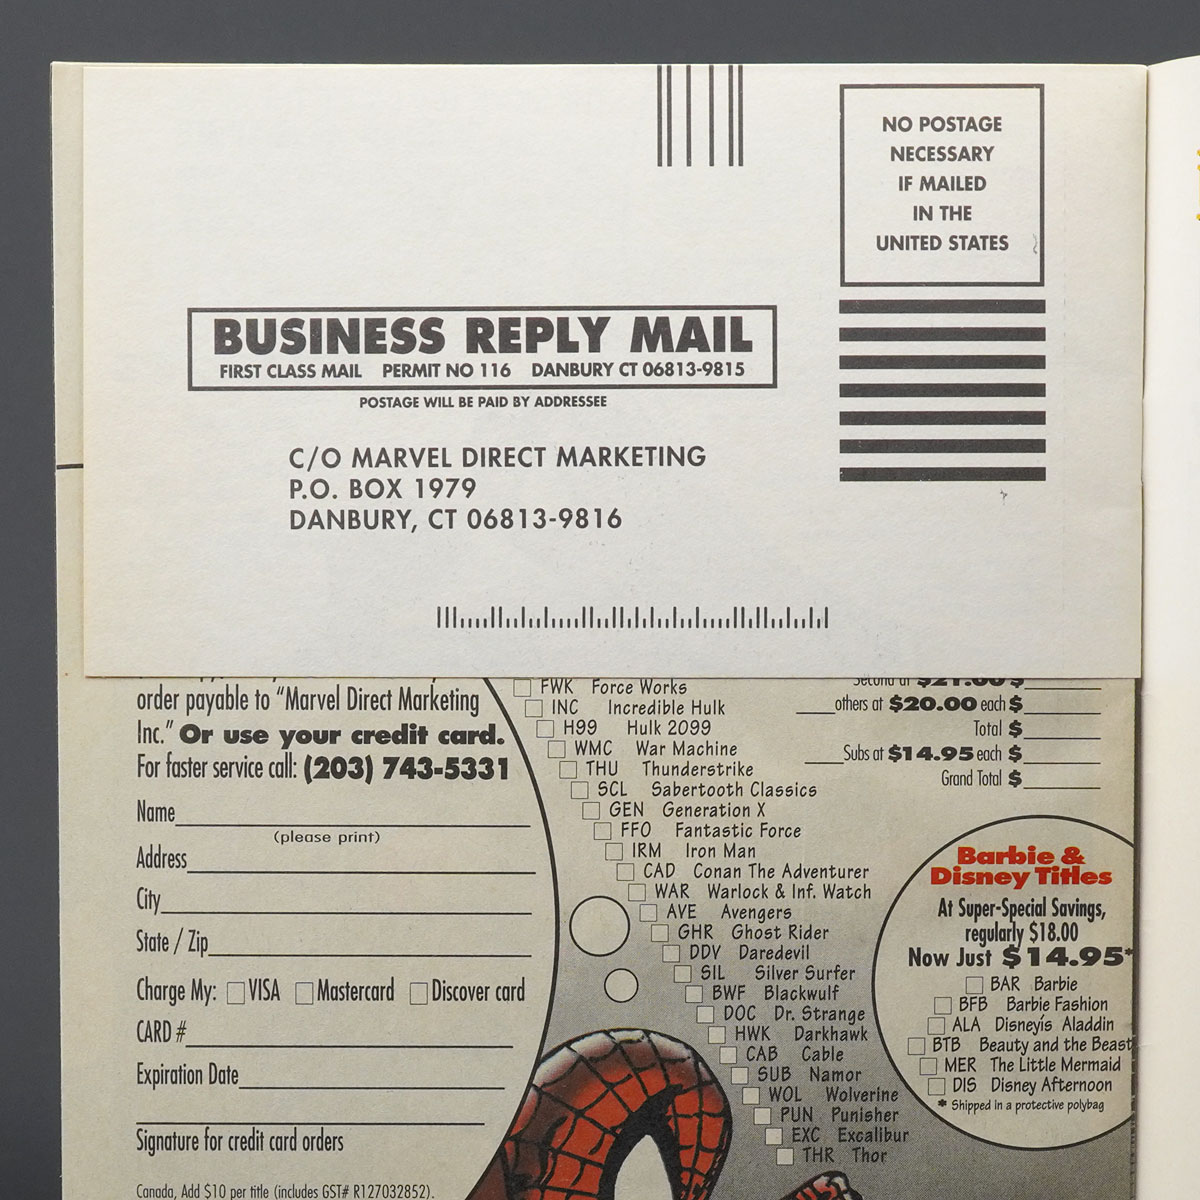 NO POSTAGE
NECESSARY
IF MAILED
IN THE
UNITED STATES
BUSINESS REPLY MAIL
FIRST CLASS MAIL PERMIT NO 116 DANBURY CT 06813-9815
POSTAGE WILL BE PAID BY ADDRESSEE
C/O MARVEL DIRECT MARKETING
P.O. BOX 1979
DANBURY, CT 06813-9816
order payable to “Marvel Direct Marketing
Inc.” Or use your credit card.
For faster service call: (203) 743-5331
Name
(please print)
Address
City
State / Zip
Charge My: VISA Mastercard Discover card
CARD #
Expiration Date
Signature for credit card orders
Canada, Add $10 per title (includes GST# R127032852).
FWK Force Works
INC Incredible Hulk
H99 Hulk 2099
WMC War Machine
THU Thunderstrike
SCL Sabertooth Classics
GEN Generation X
FFO Fantastic Force
IRM Iron Man
CAD Conan The Adventurer
WAR Warlock & Inf. Watch
AVE Avengers
GHR Ghost Rider
DDV Daredevil
SIL Silver Surfer
BWF Blackwulf
DOC Dr. Strange
HWK Darkhawk
CAB Cable
SUB Namor
WOL Wolverine
PUN Punisher
EXC Excalibur
THR Thor
Second at $21.00 $
others at $20.00 each $
Total $
Subs at $14.95 each $
Grand Total $
Barbie &
Disney Titles
At Super-Special Savings,
regularly $18.00
Now Just $14.95*
BAR Barbie
BFB Barbie Fashion
ALA Disneyís Aladdin
BTB Beauty and the Beast
MER The Little Mermaid
DIS Disney Afternoon
* Shipped in a protective polybag